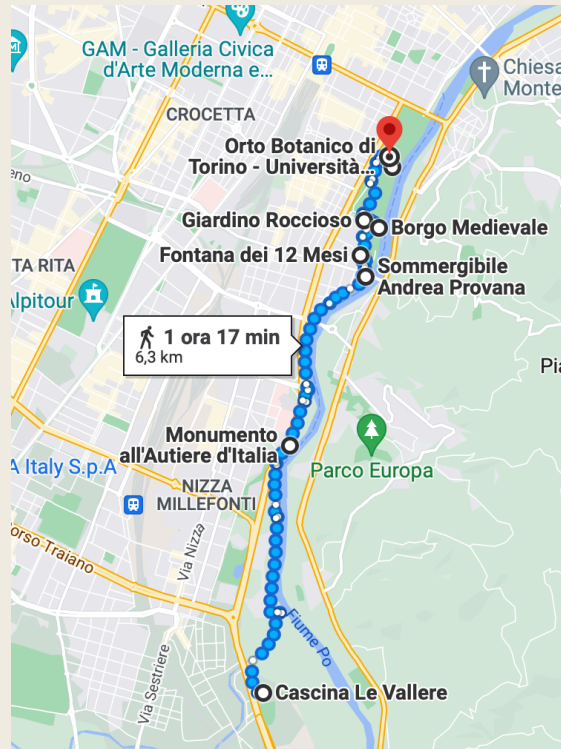 GAM - Galleria Civica
d'Arte Moderna e...
Chiesa
Monte
CROCETTA
Orto Botanico di
Torino - Università...
eno
Giardino Roccioso
Borgo Medievale
Fontana dei 12 Mesi
TA RITA
Sommergibile
Andrea Provana
Alpitour
1 ora 17 min
6,3 km
Pia
Monumento
all'Autiere d'Italia
A Italy S.p.A
Parco Europa
NIZZA
MILLEFONTI
orso Traiano
Via Nizza
Fiume Po
Via Sestriere
Cascina Le Vallere